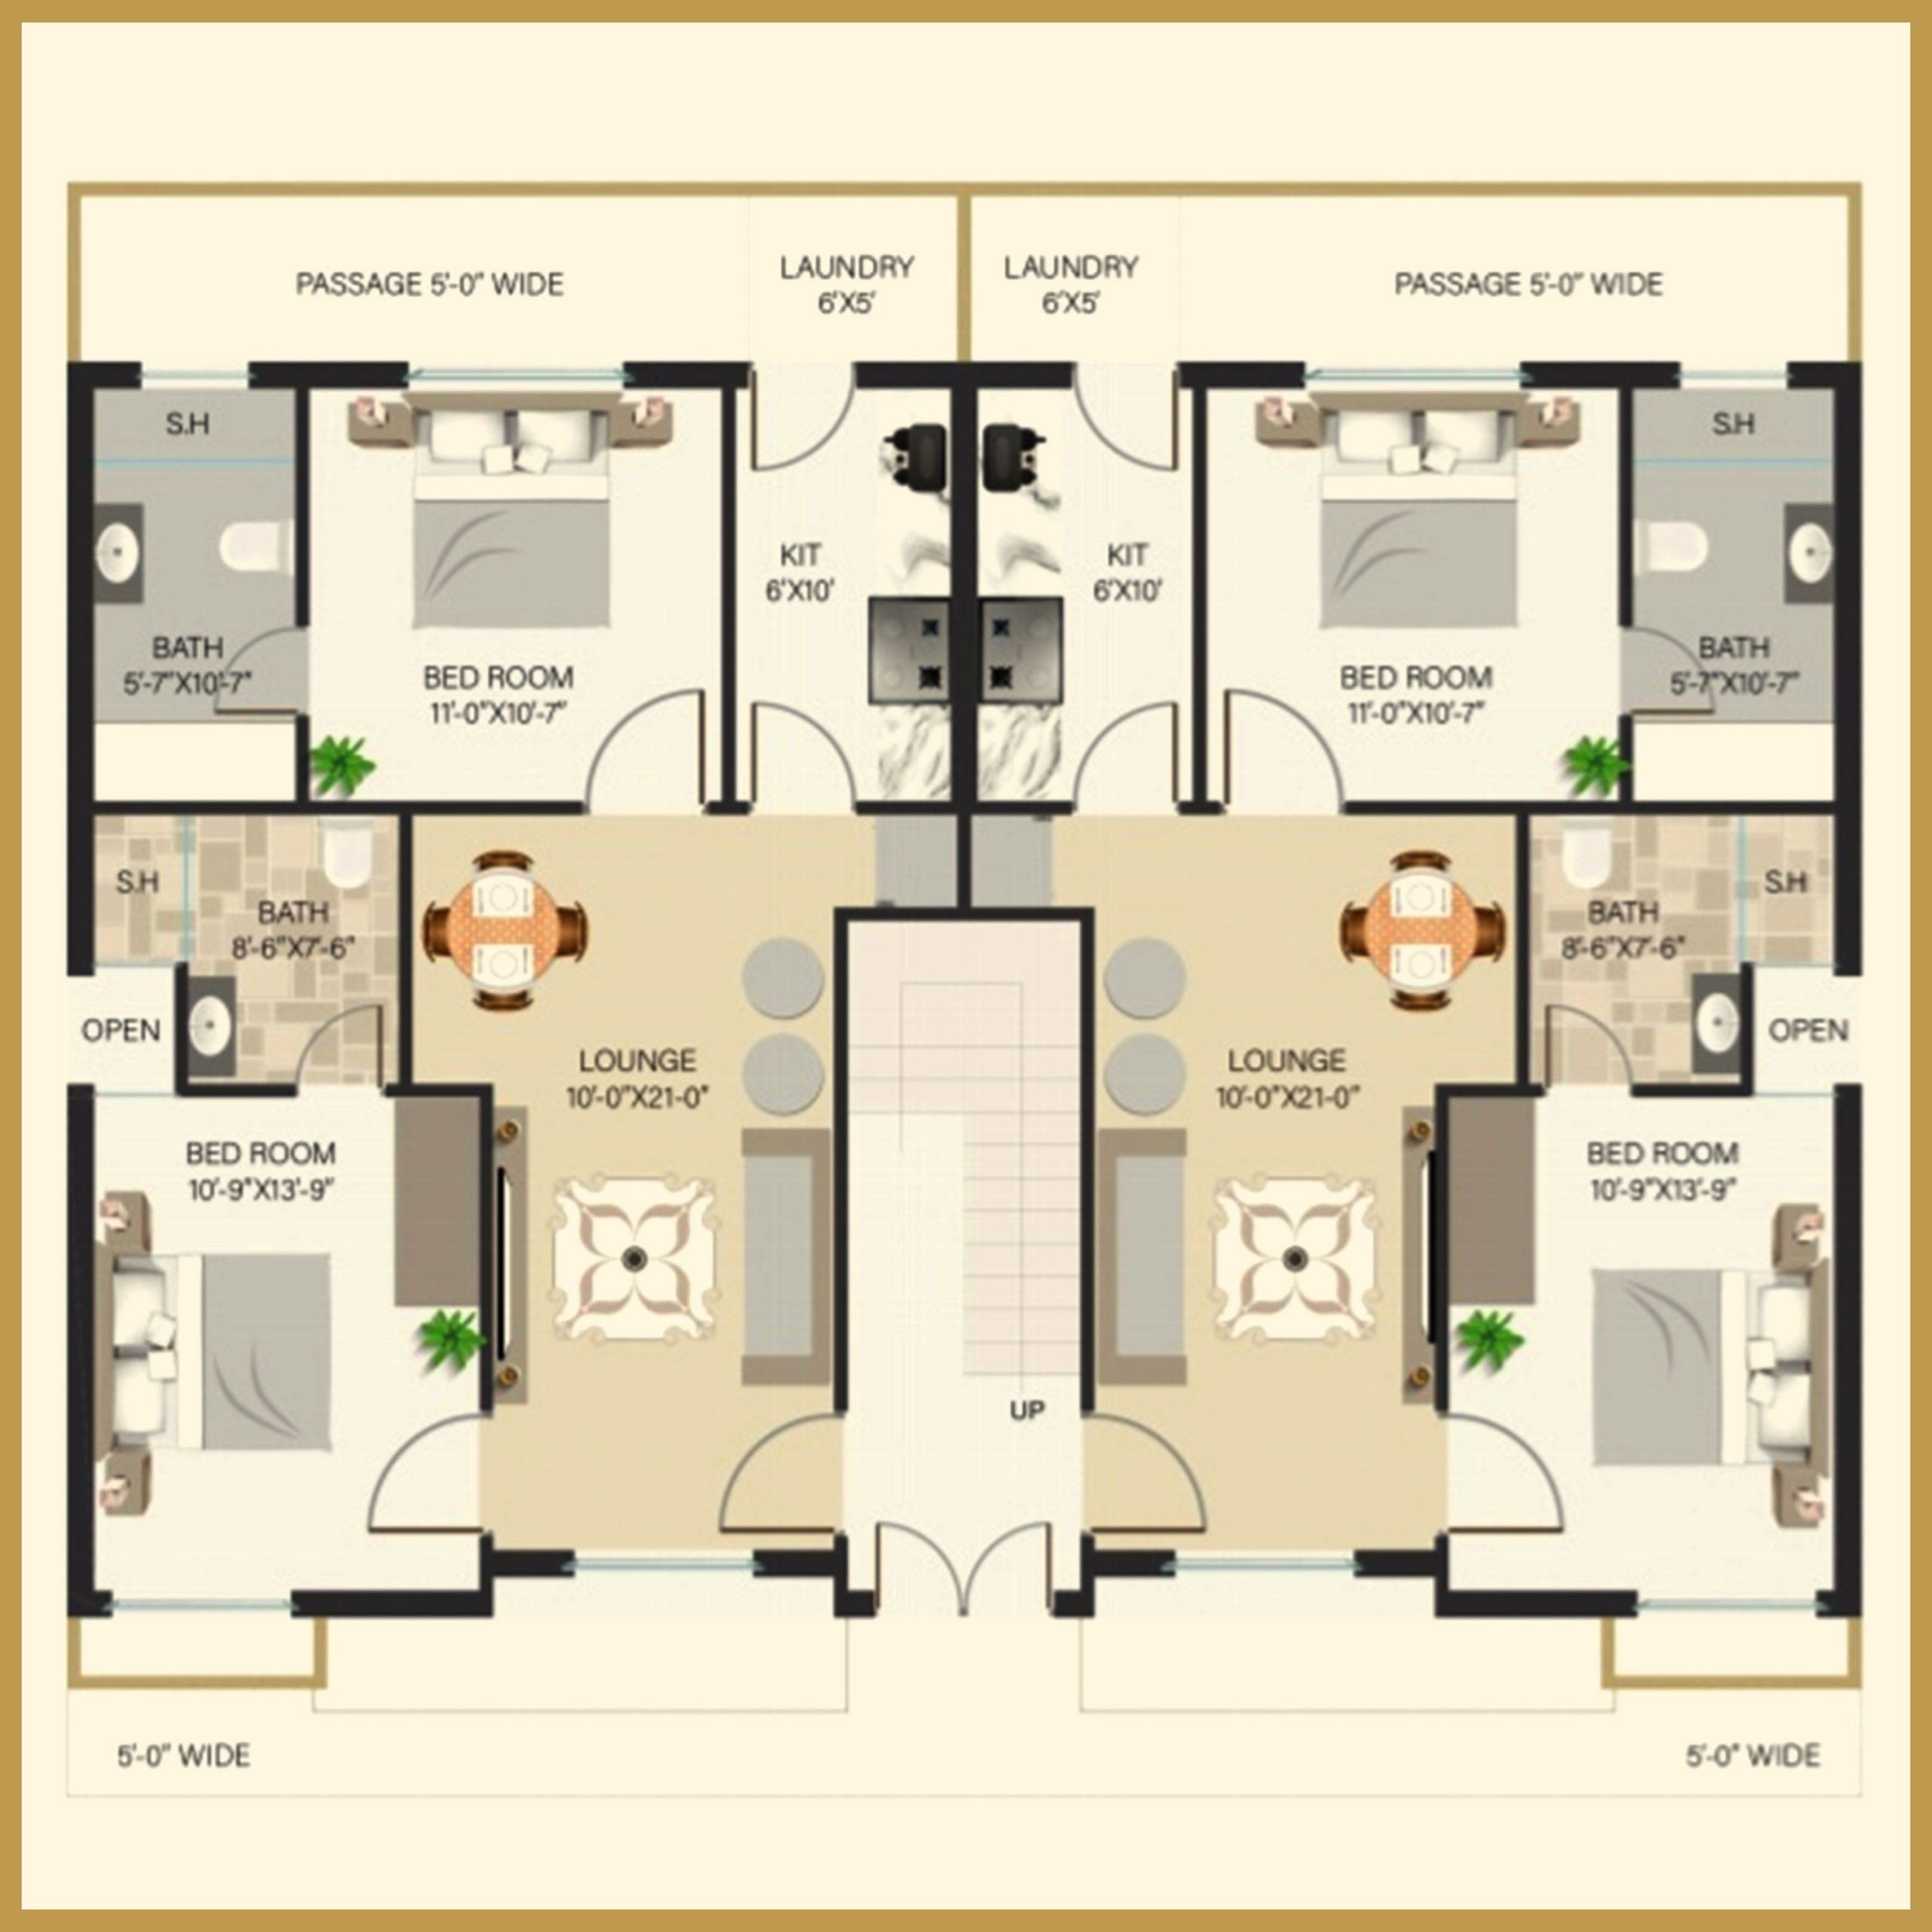 PASSAGE 5'-0" WIDE
LAUNDRY
6'X5'
LAUNDRY
6'X5'
PASSAGE 5'-0" WIDE
S.H
S.H
KIT
6'X10'
KIT
6'X10'
BATH
5'-7"X10'-7"
BED ROOM
11'-0"X10'-7"
BED ROOM
11'-0"X10'-7"
BATH
5'-7"X10'-7"
S.H
BATH
8'-6"X7'-6"
BATH
8'-6"X7'-6"
S.H
OPEN
OPEN
LOUNGE
10'-0"X21-0"
LOUNGE
10'-0"X21-0"
BED ROOM
10'-9"X13'-9"
BED ROOM
10'-9"X13'-9"
UP
5'-0" WIDE
5'-0" WIDE